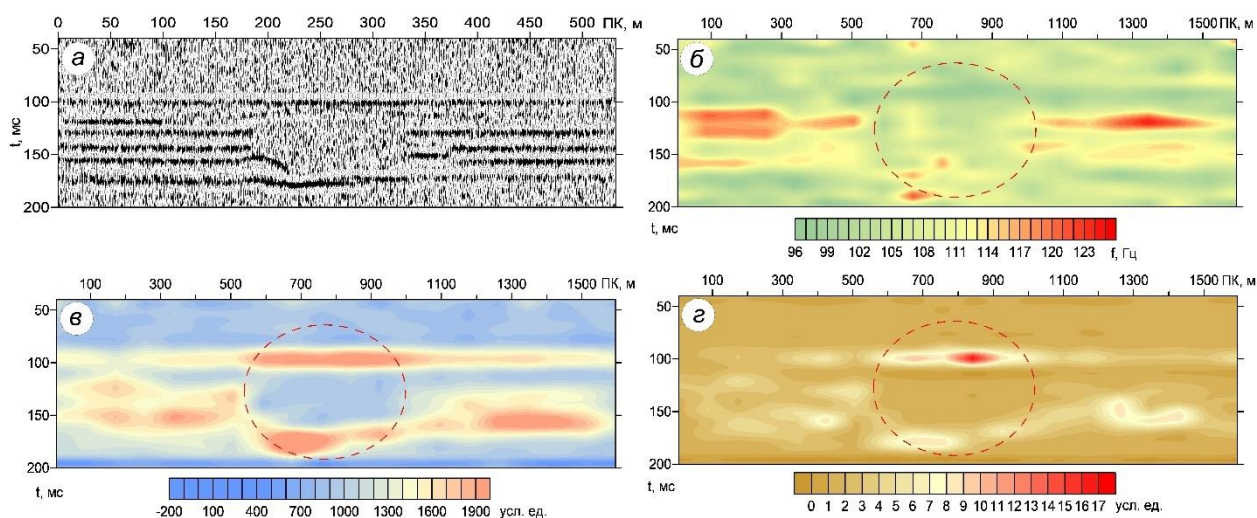 0 50 100 150 200 250 300 350 400 450 500 ПК, м
а
t, мс
100
150
200
100 300 500 700 900 1100 1300 1500 ПК, м
б
50
100
150
200
t, мс
96 99 102 105 108 111 114 117 120 123 f, Гц
100 300 500 700 900 1100 1300 1500 ПК, м
в
50
100
150
200
t, мс
-200 100 400 700 1000 1300 1600 1900 усл. ед.
100 300 500 700 900 1100 1300 1500 ПК, м
г
50
100
150
200
t, мс
0 1 2 3 4 5 6 7 8 9 10 11 12 13 14 15 16 17 усл. ед.